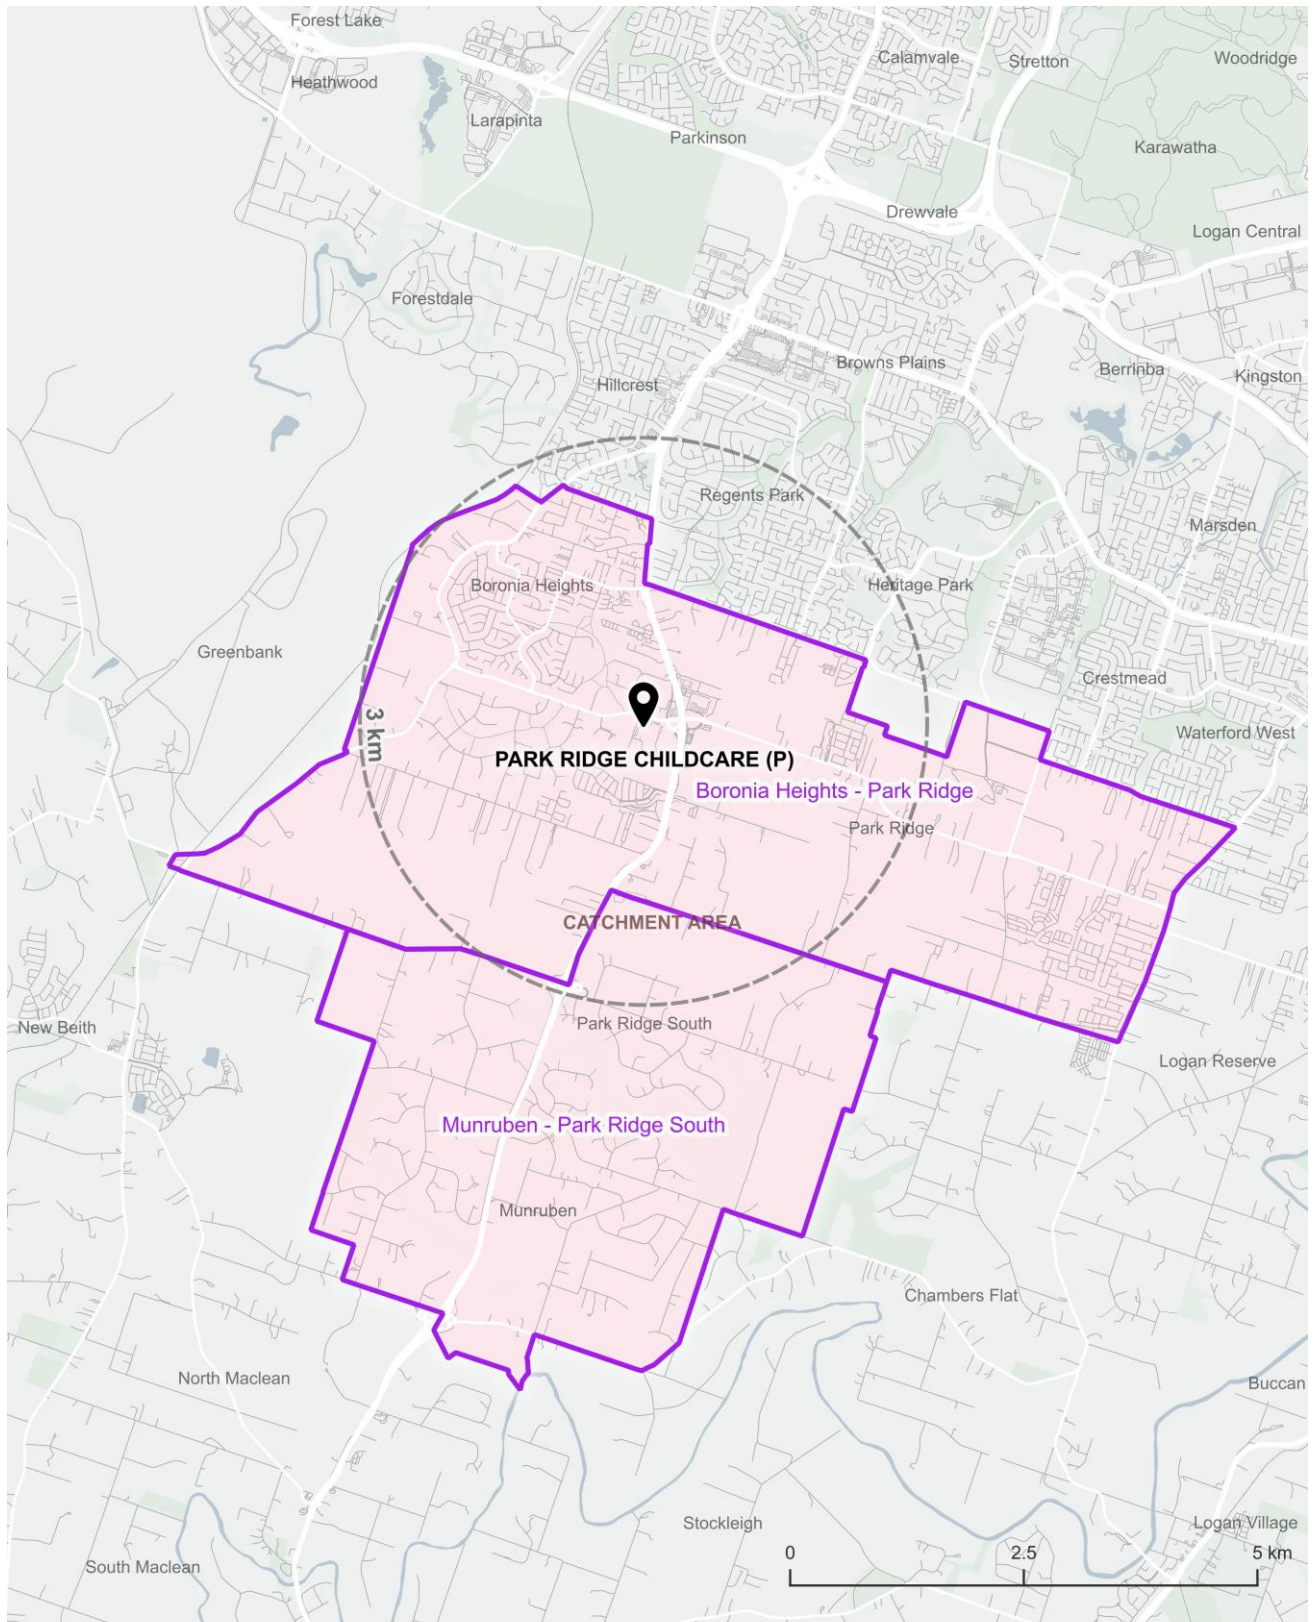 Forest Lake
Calamvale
Stretton
Woodridge
Heathwood
Larapinta
Parkinson
Karawatha
Drewvale
Logan Central
Forestdale
Browns Plains
Berrinba
Kingston
Hillcrest
Regents Park
Marsden
Boronia Heights
Heritage Park
Greenbank
Crestmead
3 km
Waterford West
PARK RIDGE CHILDCARE (P)
Boronia Heights - Park Ridge
Park Ridge
CATCHMENT AREA
New Beith
Park Ridge South
Logan Reserve
Munruben - Park Ridge South
Munruben
Chambers Flat
North Maclean
Buccan
Stockleigh
Logan Village
0 2.5 5 km
South Maclean